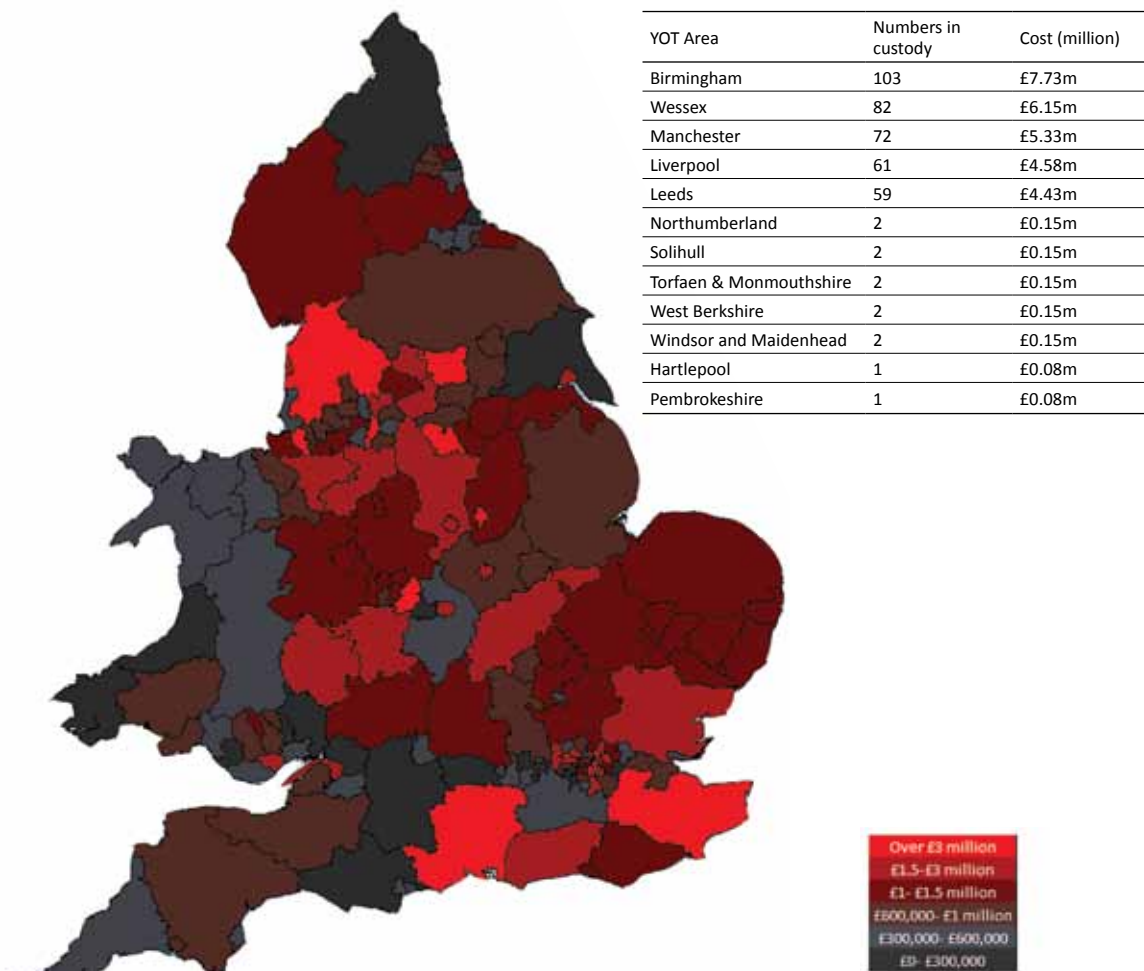 YOT Area Numbers in custody Cost (million)
Birmingham 103 £7.73m
Wessex 82 £6.15m
Manchester 72 £5.33m
Liverpool 61 £4.58m
Leeds 59 £4.43m
Northumberland 2 £0.15m
Solihull 2 £0.15m
Torfaen & Monmouthshire 2 £0.15m
West Berkshire 2 £0.15m
Windsor and Maidenhead 2 £0.15m
Hartlepool 1 £0.08m
Pembrokeshire 1 £0.08m
Over £3 million
£1.5-£3 million
£1- £1.5 million
£600,000- £1 million
£300,000- £600,000
£0- £300,000